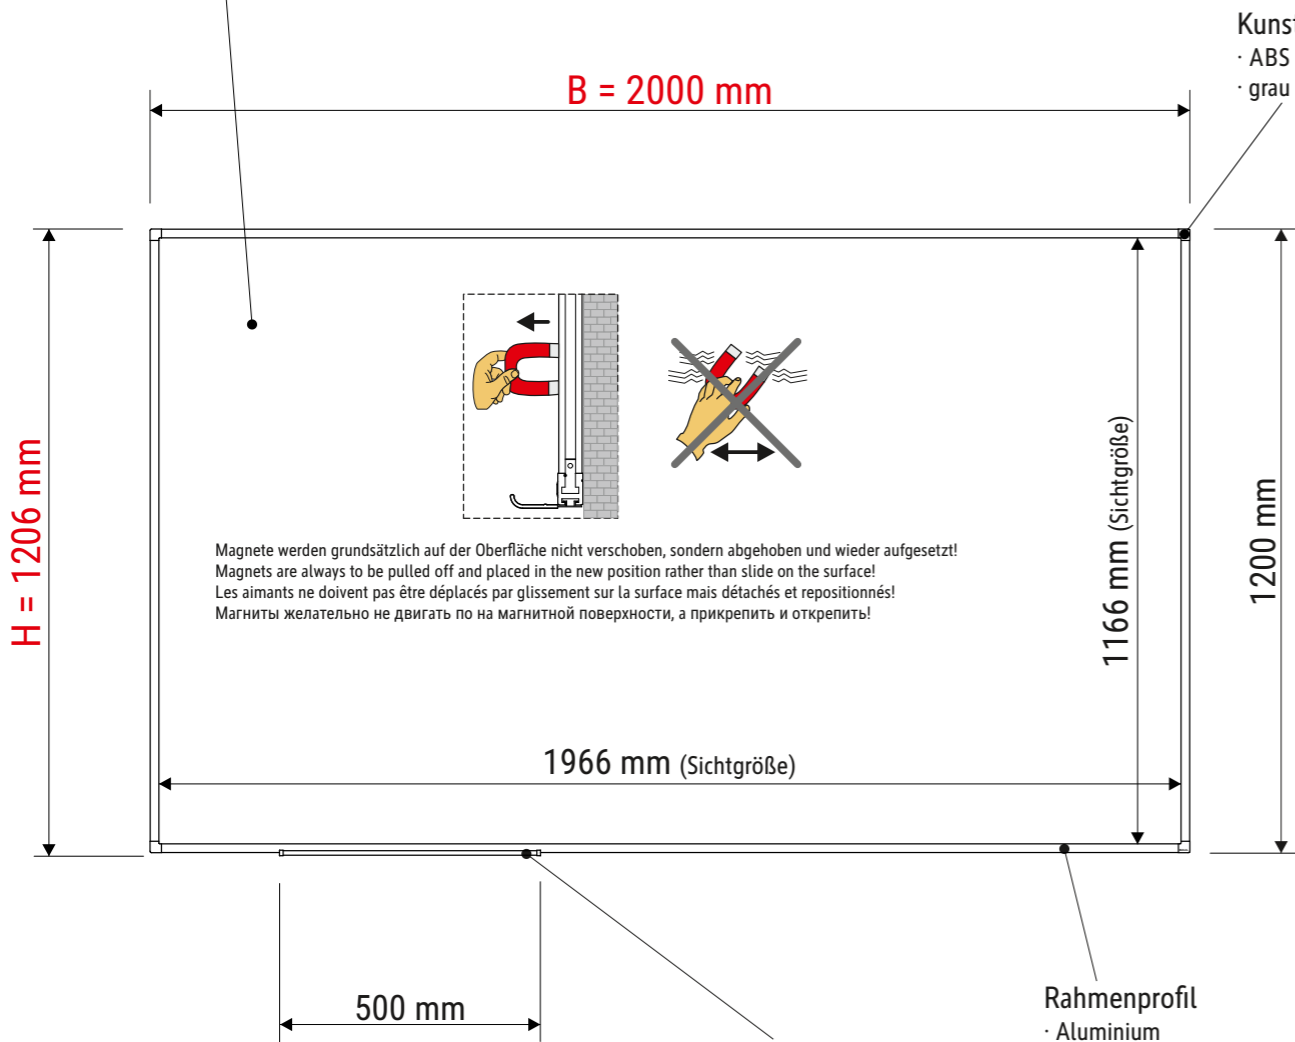 Kunst
· ABS
· grau
B = 2000 mm
H = 1206 mm
1166 mm (Sichtgröße)
1200 mm
Magnete werden grundsätzlich auf der Oberfläche nicht verschoben, sondern abgehoben und wieder aufgesetzt!
Magnets are always to be pulled off and placed in the new position rather than slide on the surface!
Les aimants ne doivent pas être déplacés par glissement sur la surface mais détachés et repositionnés!
Магниты желательно не двигать по на магнитной поверхности, а прикрепить и открепить!
1966 mm (Sichtgröße)
500 mm
Rahmenprofil
· Aluminium